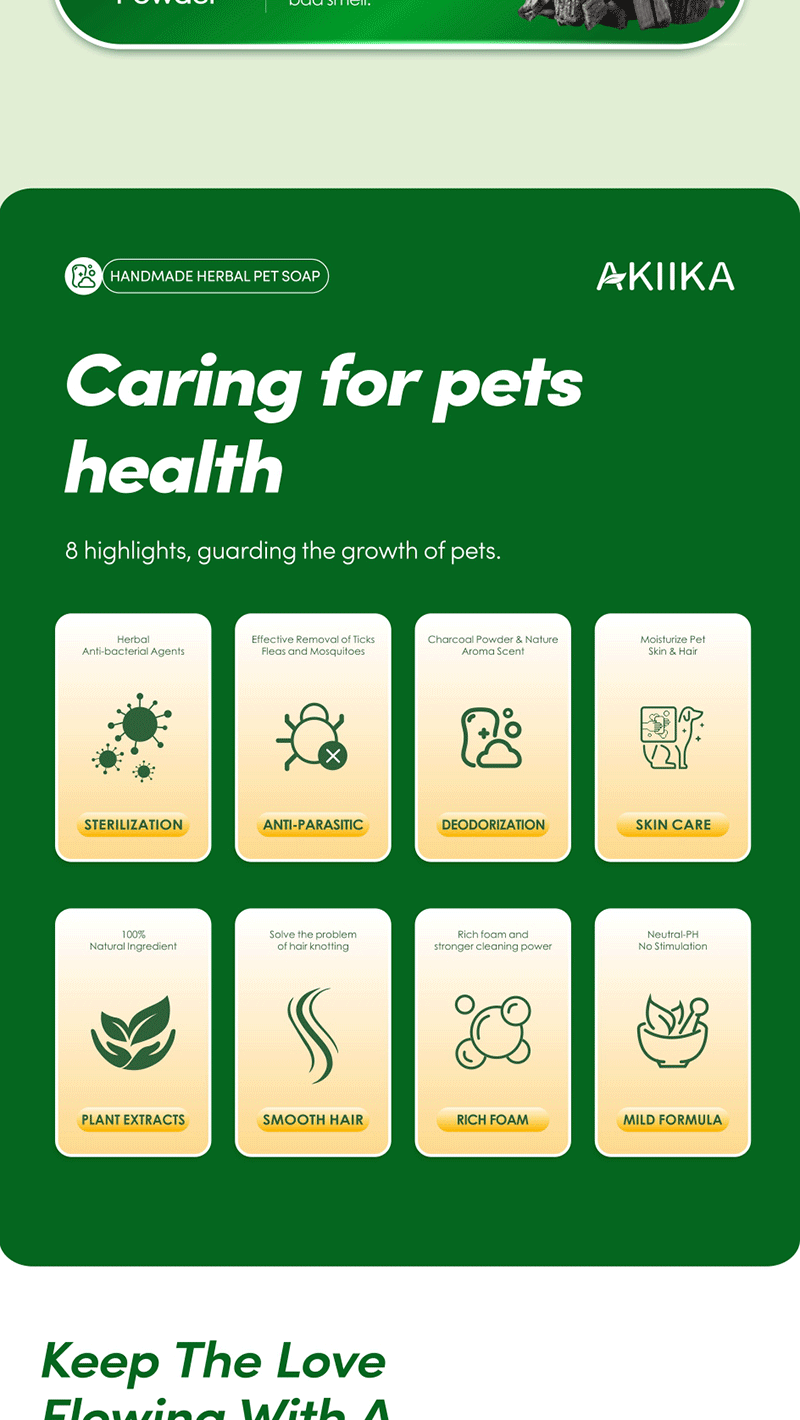 Powder
bad smell.
HANDMADE HERBAL PET SOAP
AKIIKA
Caring for pets
health
8 highlights, guarding the growth of pets.
Herbal
Anti-bacterial Agents
STERILIZATION
Effective Removal of Ticks
Fleas and Mosquitoes
ANTI-PARASITIC
Charcoal Powder & Nature
Aroma Scent
DEODORIZATION
Moisturize Pet
Skin & Hair
SKIN CARE
100%
Natural Ingredient
PLANT EXTRACTS
Solve the problem
of hair knotting
SMOOTH HAIR
Rich foam and
stronger cleaning power
RICH FOAM
Neutral-PH
No Stimulation
MILD FORMULA
Keep The Love
Flowing With A